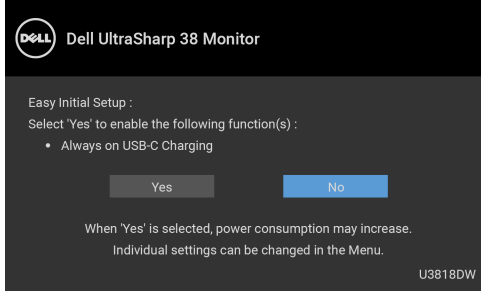 DELL
Dell UltraSharp 38 Monitor
Easy Initial Setup :
Select 'Yes' to enable the following function(s) :
• Always on USB-C Charging
Yes No
When 'Yes' is selected, power consumption may increase.
Individual settings can be changed in the Menu.
U3818DW